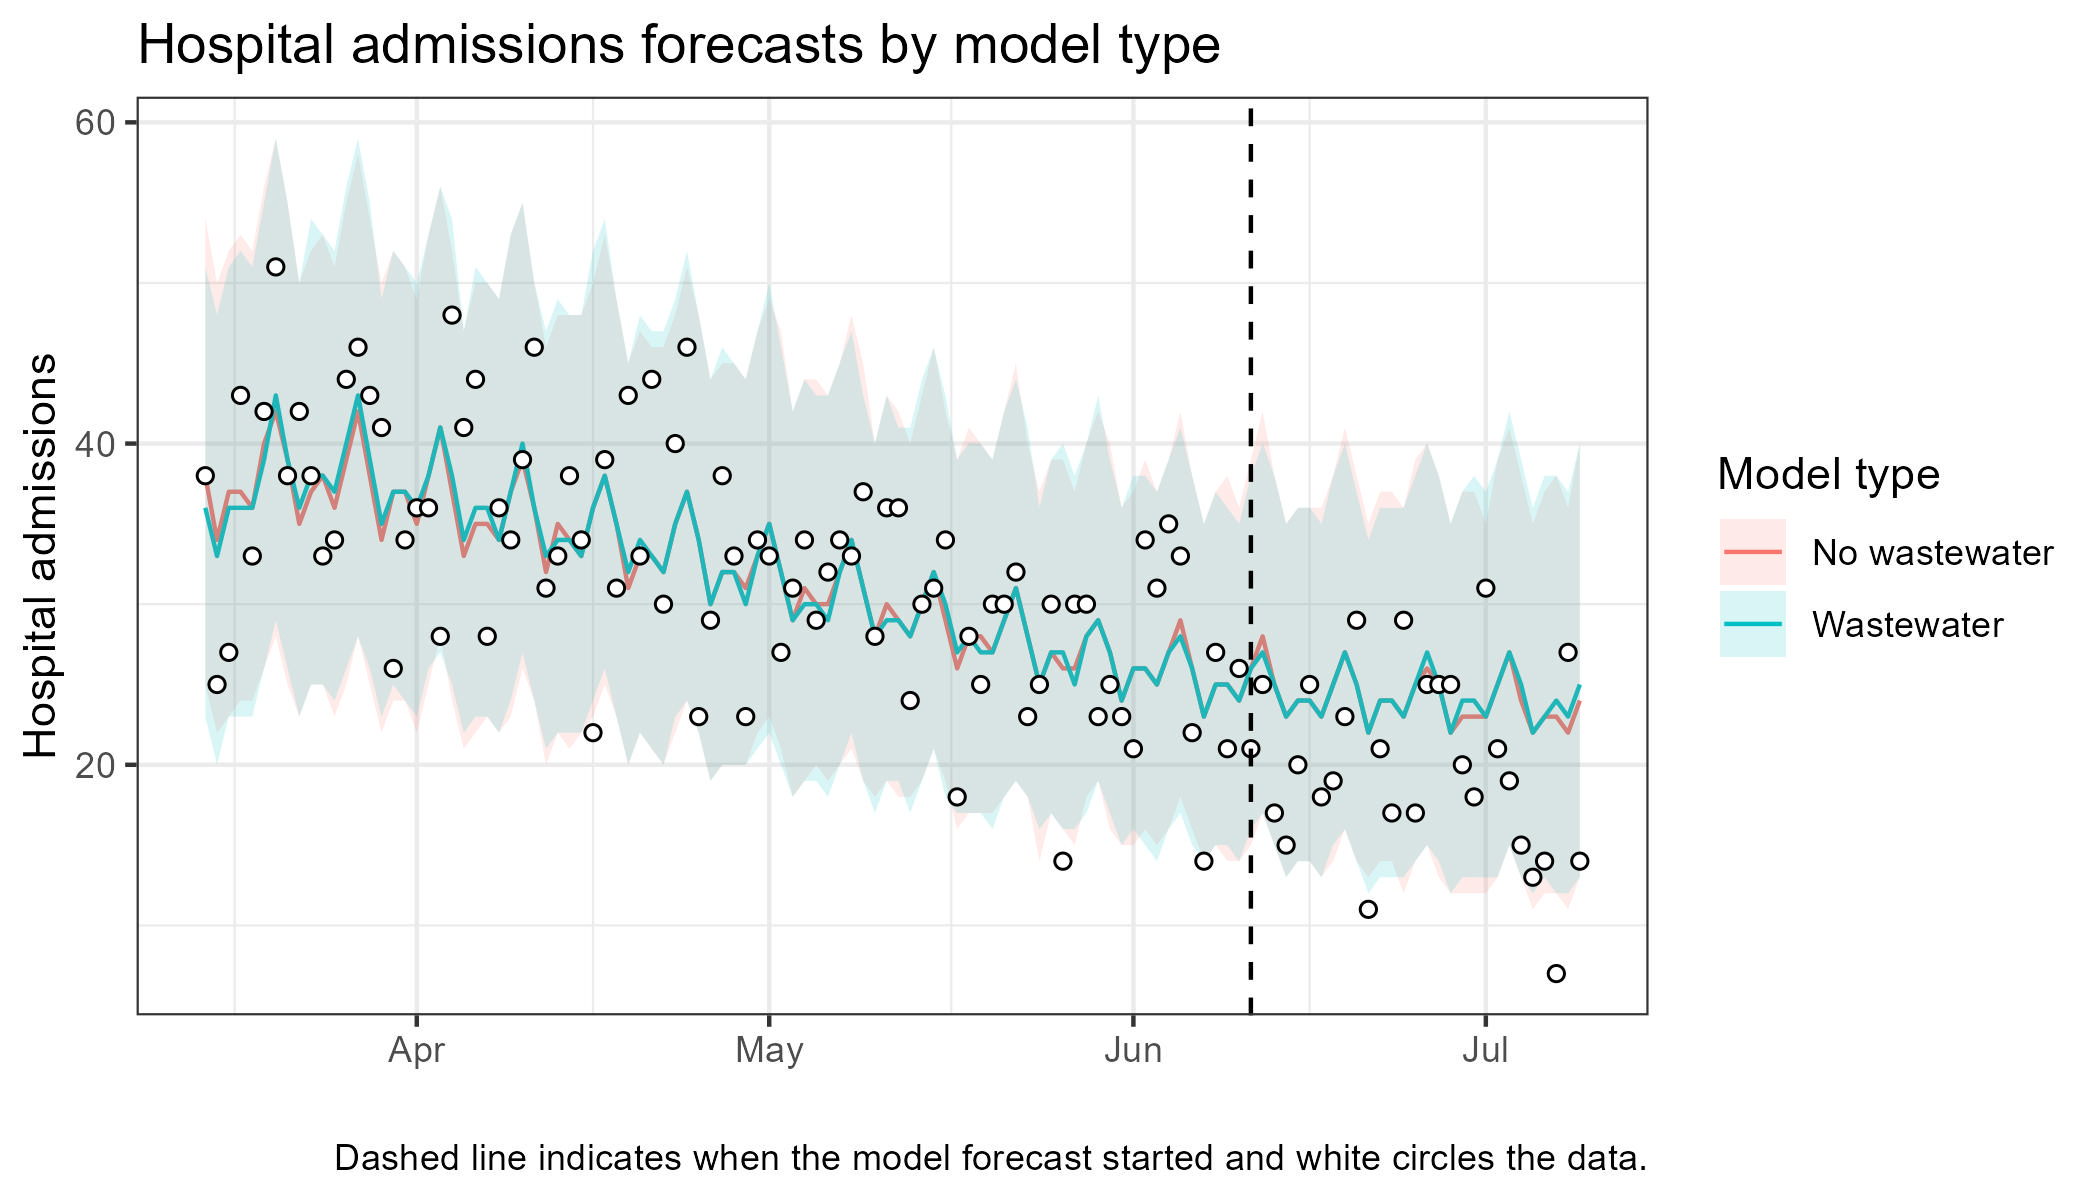 Hospital admissions forecasts by model type
Hospital admissions
60
40
20
Apr
May
Jun
Jul
Model type
No wastewater
Wastewater
Dashed line indicates when the model forecast started and white circles the data.